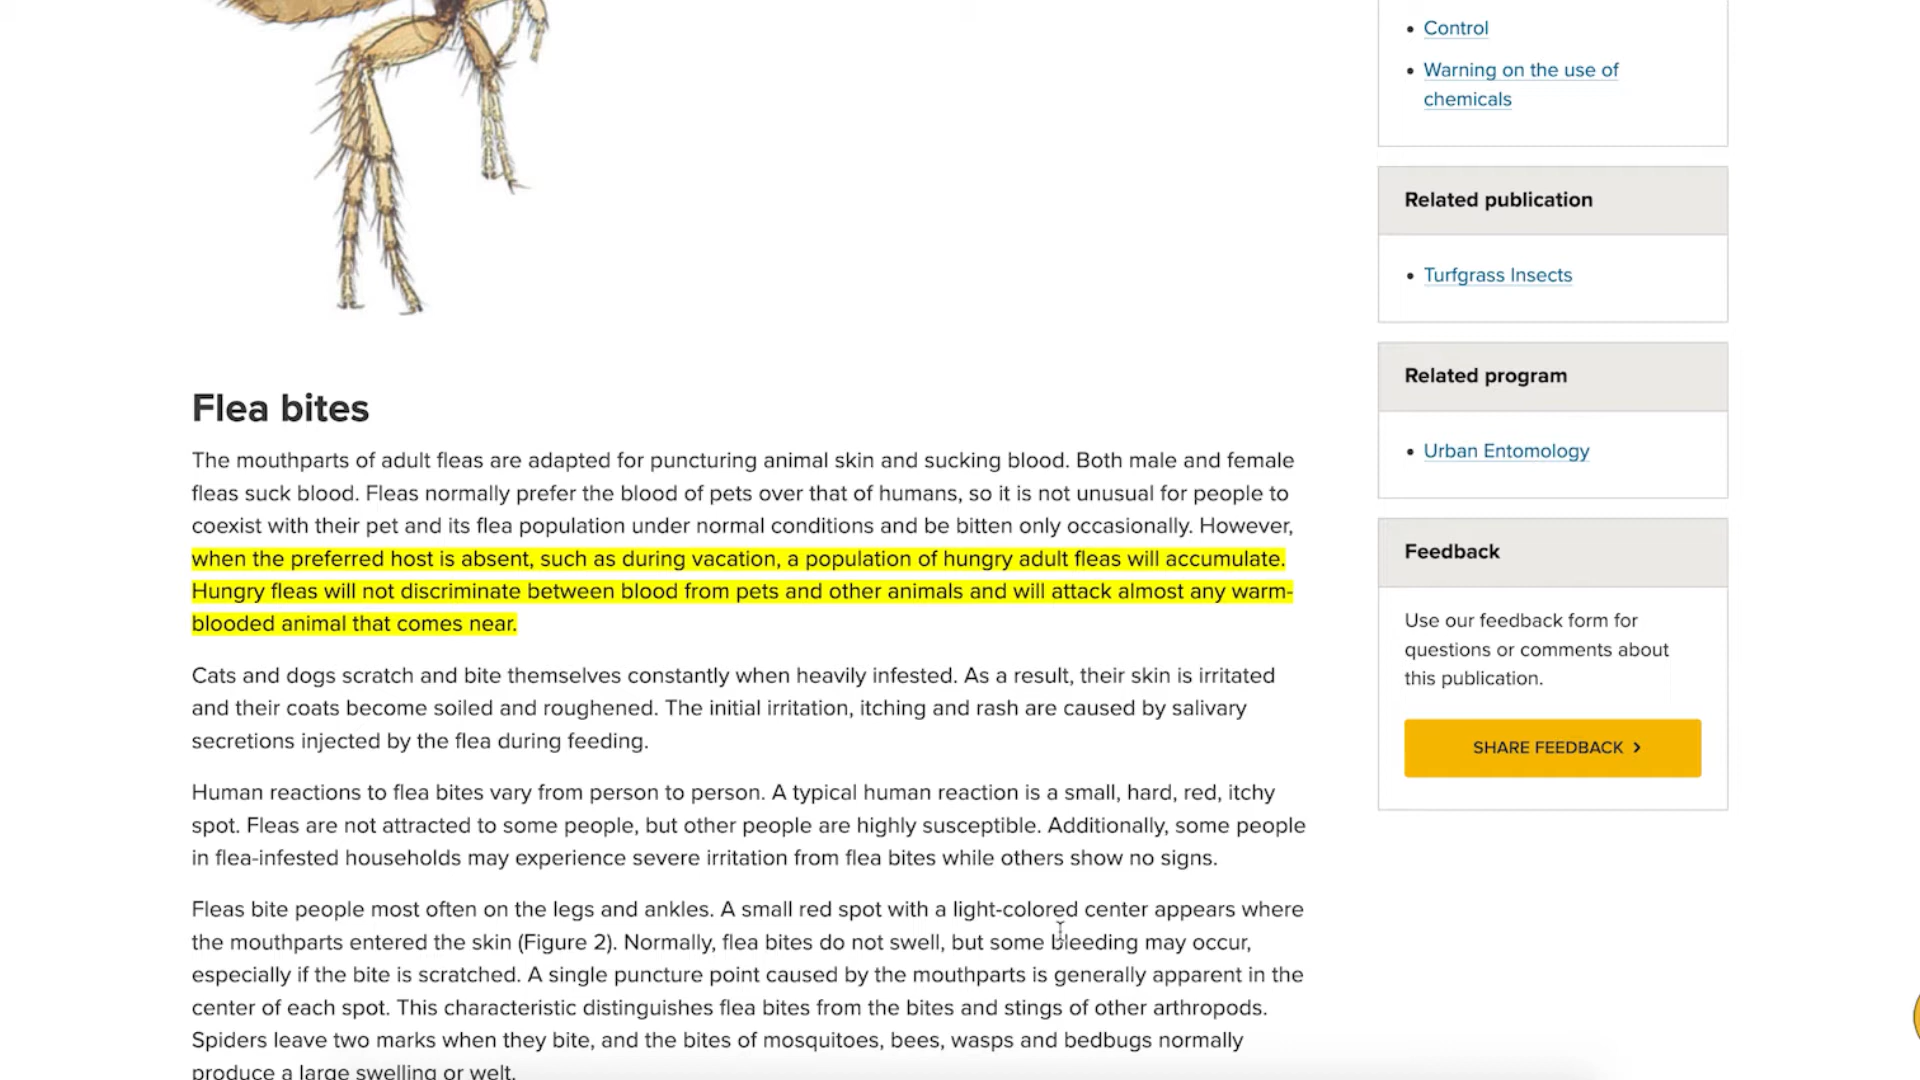 Control
Warning on the use of
chemicals
Related publication
Turfgrass Insects
Related program
Urban Entomology
Feedback
Use our feedback form for
questions or comments about
this publication.
SHARE FEEDBACK >
Flea bites
The mouthparts of adult fleas are adapted for puncturing animal skin and sucking blood. Both male and female
fleas suck blood. Fleas normally prefer the blood of pets over that of humans, so it is not unusual for people to
coexist with their pet and its flea population under normal conditions and be bitten only occasionally. However,
when the preferred host is absent, such as during vacation, a population of hungry adult fleas will accumulate.
Hungry fleas will not discriminate between blood from pets and other animals and will attack almost any warm-
blooded animal that comes near.
Cats and dogs scratch and bite themselves constantly when heavily infested. As a result, their skin is irritated
and their coats become soiled and roughened. The initial irritation, itching and rash are caused by salivary
secretions injected by the flea during feeding.
Human reactions to flea bites vary from person to person. A typical human reaction is a small, hard, red, itchy
spot. Fleas are not attracted to some people, but other people are highly susceptible. Additionally, some people
in flea-infested households may experience severe irritation from flea bites while others show no signs.
Fleas bite people most often on the legs and ankles. A small red spot with a light-colored center appears where
the mouthparts entered the skin (Figure 2). Normally, flea bites do not swell, but some bleeding may occur,
especially if the bite is scratched. A single puncture point caused by the mouthparts is generally apparent in the
center of each spot. This characteristic distinguishes flea bites from the bites and stings of other arthropods.
Spiders leave two marks when they bite, and the bites of mosquitoes, bees, wasps and bedbugs normally
produce a large swelling or welt.